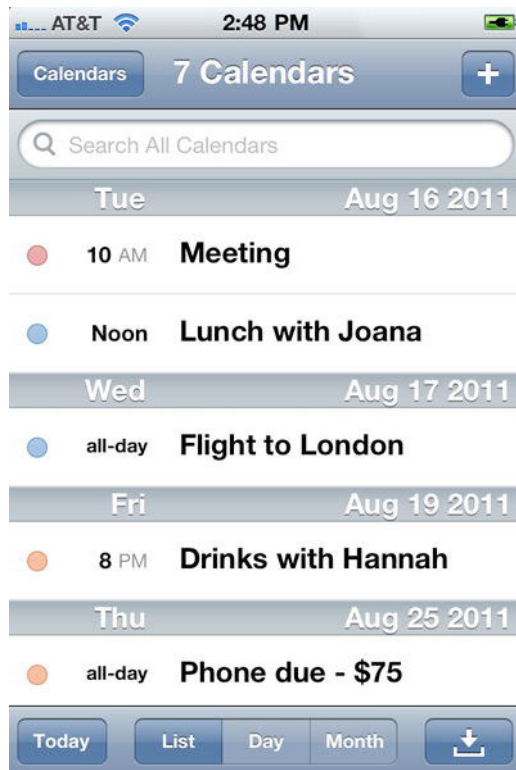 AT&T 2:48 PM
Calendars 7 Calendars +
Search All Calendars
Tue Aug 16 2011
10 AM Meeting
Noon Lunch with Joana
Wed Aug 17 2011
all-day Flight to London
Fri Aug 19 2011
8 PM Drinks with Hannah
Thu Aug 25 2011
all-day Phone due - $75
Today List Day Month